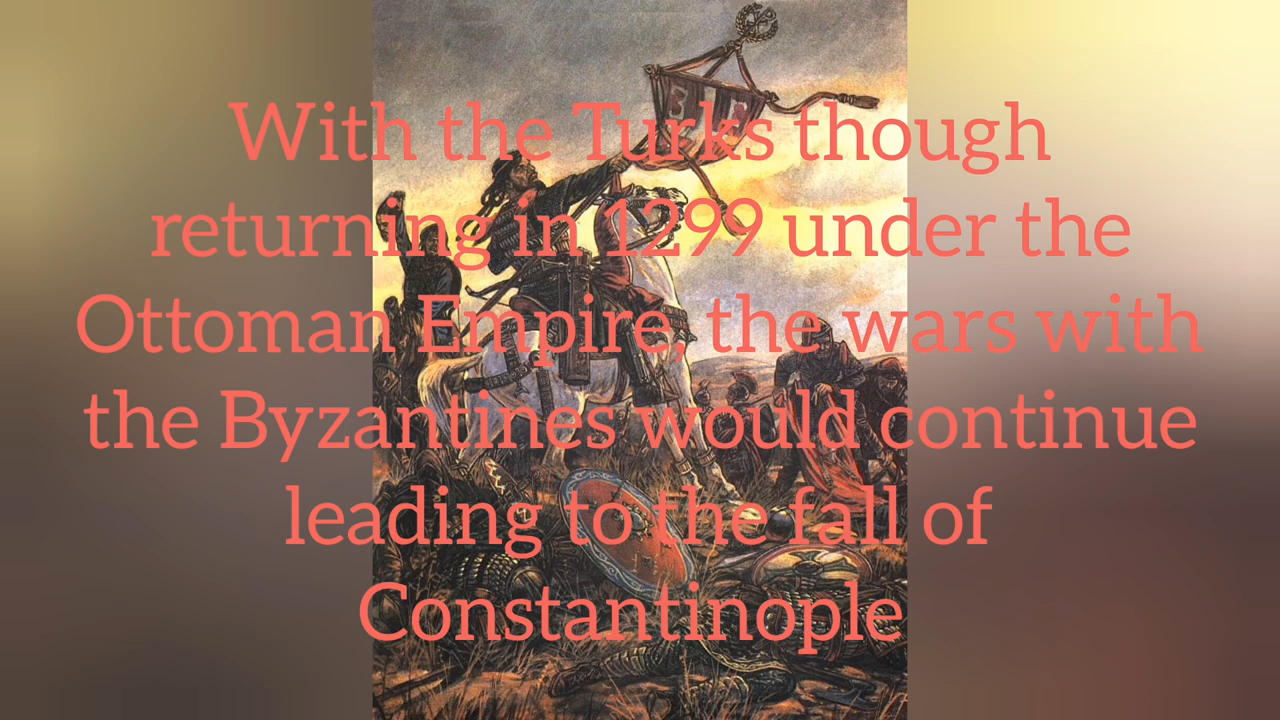 With the Turks though
returning in 1299 under the
Ottoman Empire, the wars with
the Byzantines would continue
leading to the fall of
Constantinople